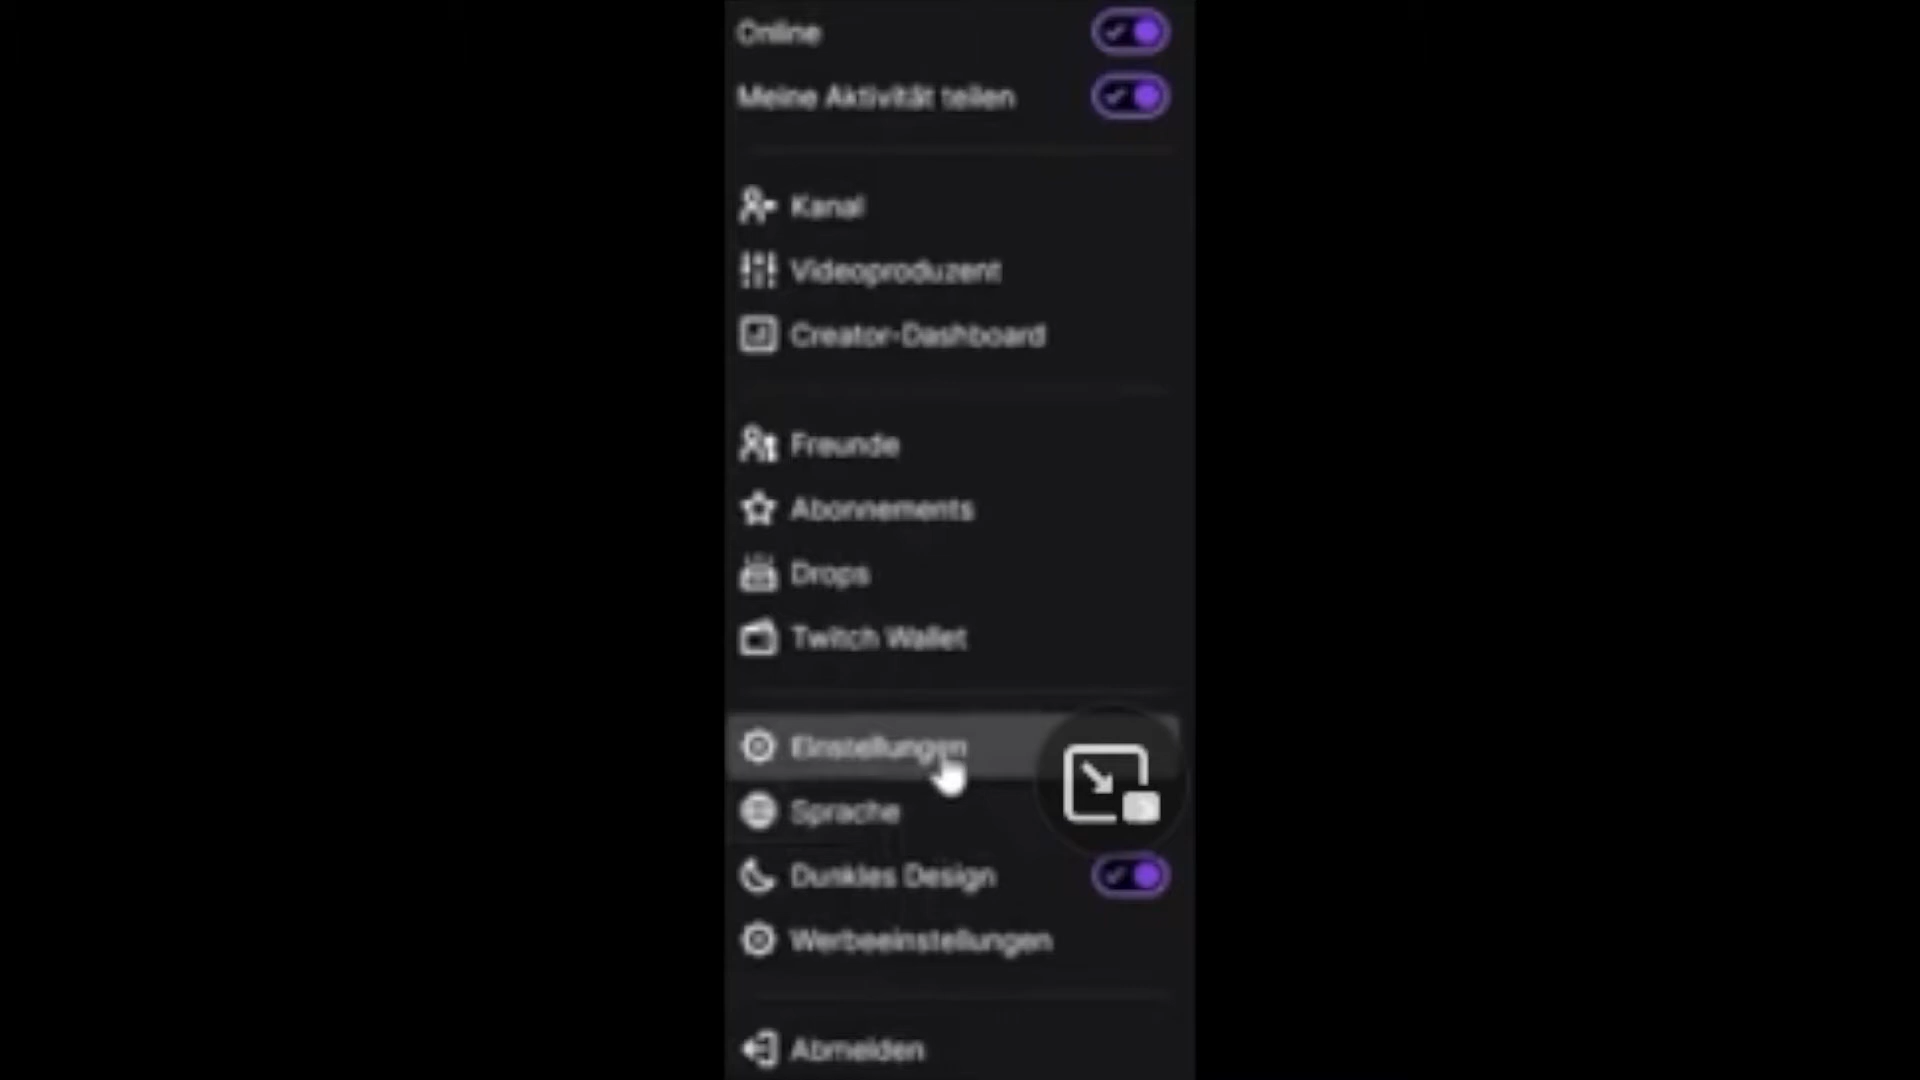 Online
Meine Aktivität teilen
Kanal
Videoproduzent
Creator-Dashboard
Freunde
Abonnements
Drops
Twitch Wallet
Einstellungen
Sprache
Dunkles Design
Werbeeinstellungen
Abmelden